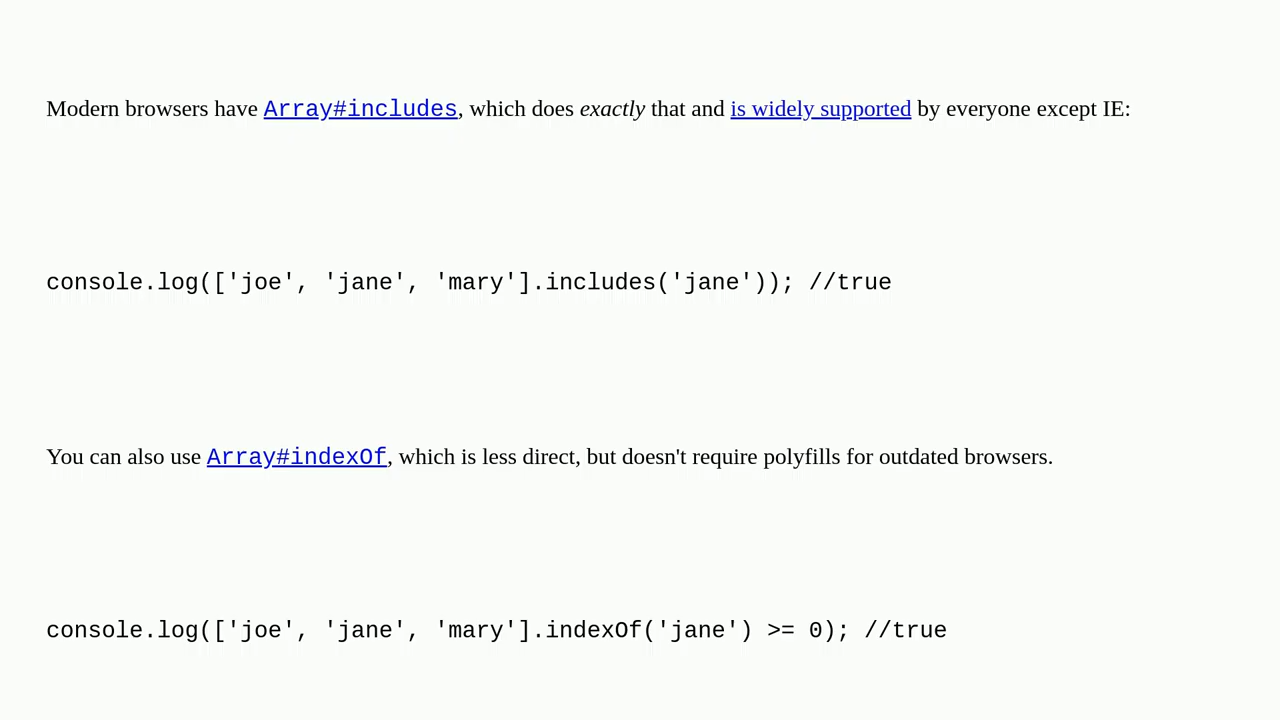 Modern browsers have Array#includes, which does exactly that and is widely supported by everyone except IE:
console.log(['joe', 'jane', 'mary'].includes('jane')); //true
You can also use Array#indexOf, which is less direct, but doesn't require polyfills for outdated browsers.
console.log(['joe', 'jane', 'mary'].indexOf('jane') >= 0); //true